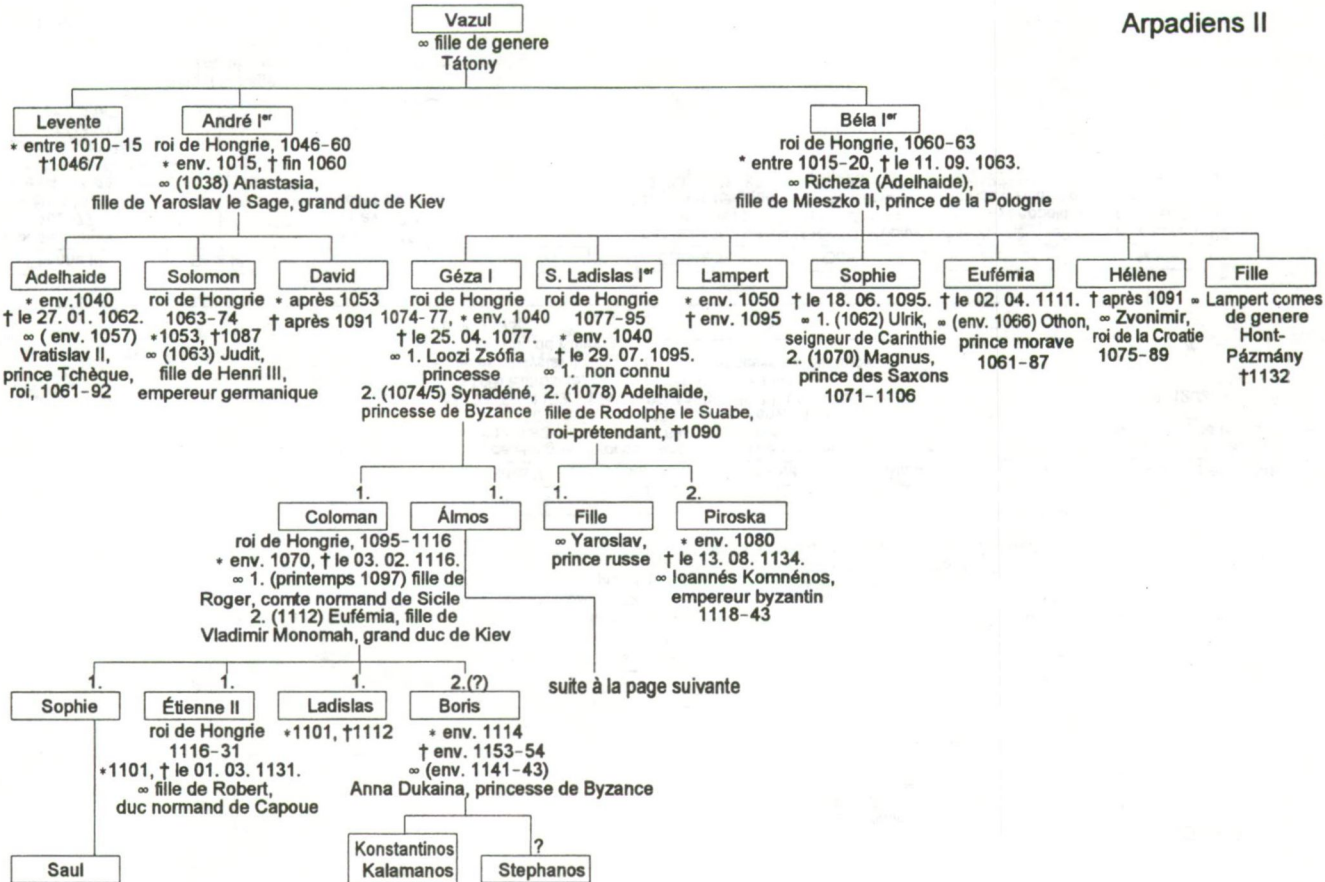 Arpadiens II
Vazul
∞ fille de genere
Tátony
Levente
* entre 1010-15
†1046/7
André Iᵉʳ
roi de Hongrie, 1046-60
* env. 1015, † fin 1060
∞ (1038) Anastasia,
fille de Yaroslav le Sage, grand duc de Kiev
Béla Iᵉʳ
roi de Hongrie, 1060-63
* entre 1015-20, † le 11. 09. 1063.
∞ Richeza (Adelhaide),
fille de Mieszko II, prince de la Pologne
Adelhaide
* env.1040
† le 27. 01. 1062.
∞ ( env. 1057)
Vratislav II,
prince Tchèque,
roi, 1061-92
Solomon
roi de Hongrie
1063-74
*1053, †1087
∞ (1063) Judit,
fille de Henri III,
empereur germanique
David
* après 1053
† après 1091
Géza I
roi de Hongrie
1074-77, * env. 1040
† le 25. 04. 1077.
∞ 1. Loozi Zsófia
princesse
2. (1074/5) Synadéné,
princesse de Byzance
S. Ladislas Iᵉʳ
roi de Hongrie
1077-95
* env. 1040
† le 29. 07. 1095.
∞ 1. non connu
2. (1078) Adelhaide,
fille de Rodolphe le Suabe,
roi-prétendant, †1090
Lampert
* env. 1050
† env. 1095
Sophie
† le 18. 06. 1095.
∞ 1. (1062) Ulrik,
seigneur de Carinthie
2. (1070) Magnus,
prince des Saxons
1071-1106
Eufémia
† le 02. 04. 1111.
∞ (env. 1066) Othon,
prince morave
1061-87
Hélène
† après 1091
∞ Zvonimir,
roi de la Croatie
1075-89
Fille
∞ Lampert comes
de genere
Hont-
Pázmány
†1132
1.
Coloman
roi de Hongrie, 1095-1116
* env. 1070, † le 03. 02. 1116.
∞ 1. (printemps 1097) fille de
Roger, comte normand de Sicile
2. (1112) Eufémia, fille de
Vladimir Monomah, grand duc de Kiev
1.
Álmos
suite à la page suivante
1.
Fille
∞ Yaroslav,
prince russe
2.
Piroska
* env. 1080
† le 13. 08. 1134.
∞ Ioannés Komnénos,
empereur byzantin
1118-43
1.
Sophie
1.
Étienne II
roi de Hongrie
1116-31
*1101, † le 01. 03. 1131.
∞ fille de Robert,
duc normand de Capoue
1.
Ladislas
*1101, †1112
2.(?)
Boris
* env. 1114
† env. 1153-54
∞ (env. 1141-43)
Anna Dukaina, princesse de Byzance
Saul
Konstantinos
Kalamanos
?
Stephanos